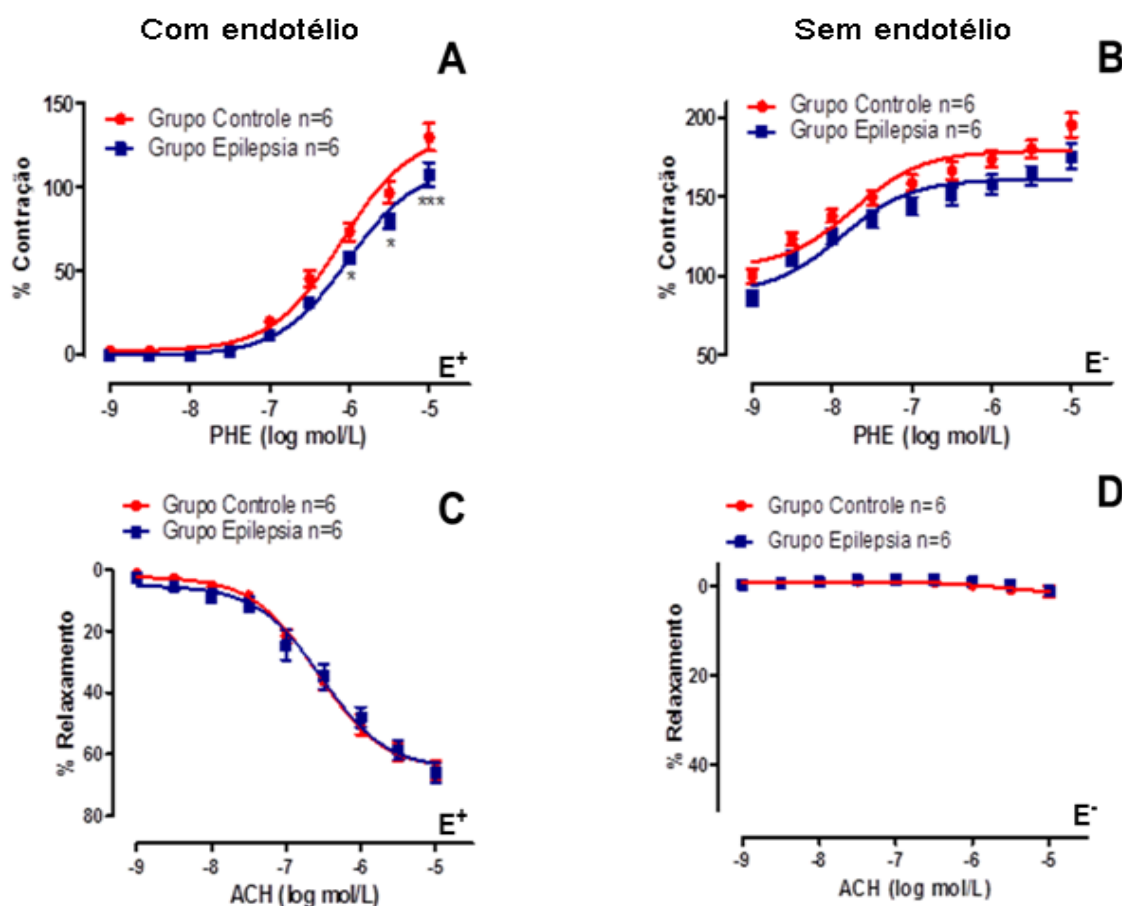 Com endotélio
Sem endotélio
A
Grupo Controle n=6
Grupo Epilepsia n=6
% Contração
150
100
50
0
***
*
*
E+
-9
-8
-7
-6
-5
PHE (log mol/L)
B
Grupo Controle n=6
Grupo Epilepsia n=6
% Contração
200
150
100
50
E-
-9
-8
-7
-6
-5
PHE (log mol/L)
C
Grupo Controle n=6
Grupo Epilepsia n=6
% Relaxamento
0
20
40
60
80
E+
-9
-8
-7
-6
-5
ACH (log mol/L)
D
Grupo Controle n=6
Grupo Epilepsia n=6
% Relaxamento
0
20
40
E-
-9
-8
-7
-6
-5
ACH (log mol/L)